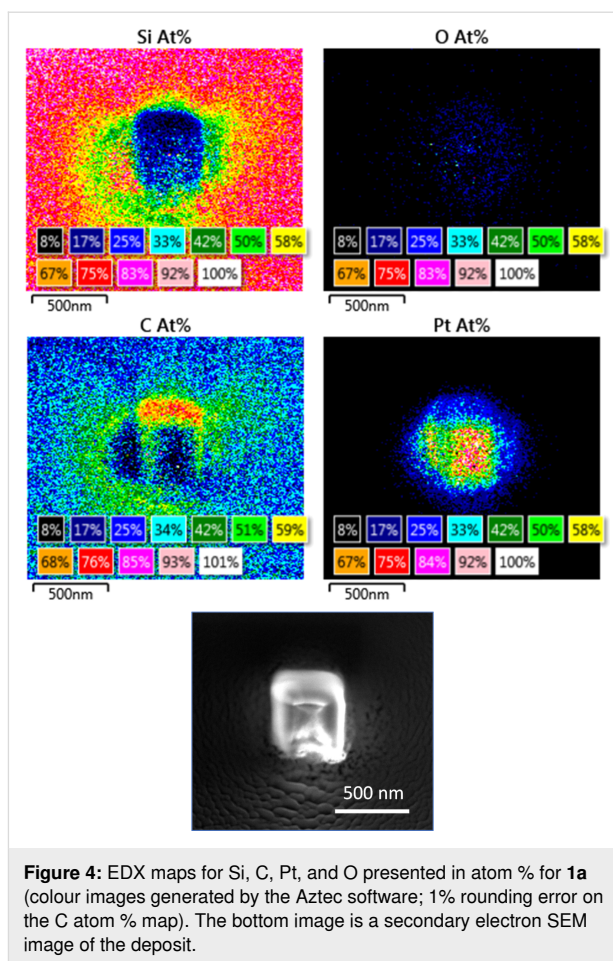 Si At%
O At%
8% 17% 25% 33% 42% 50% 58%
67% 75% 83% 92% 100%
500nm
8% 17% 25% 33% 42% 50% 58%
67% 75% 83% 92% 100%
C At%
Pt At%
8% 17% 25% 34% 42% 51% 59%
68% 76% 85% 93% 101%
500nm
8% 17% 25% 33% 42% 50% 58%
67% 75% 84% 92% 100%
500nm
500nm
500 nm
Figure 4: EDX maps for Si, C, Pt, and O presented in atom % for 1a
(colour images generated by the Aztec software; 1% rounding error on
the C atom % map). The bottom image is a secondary electron SEM
image of the deposit.